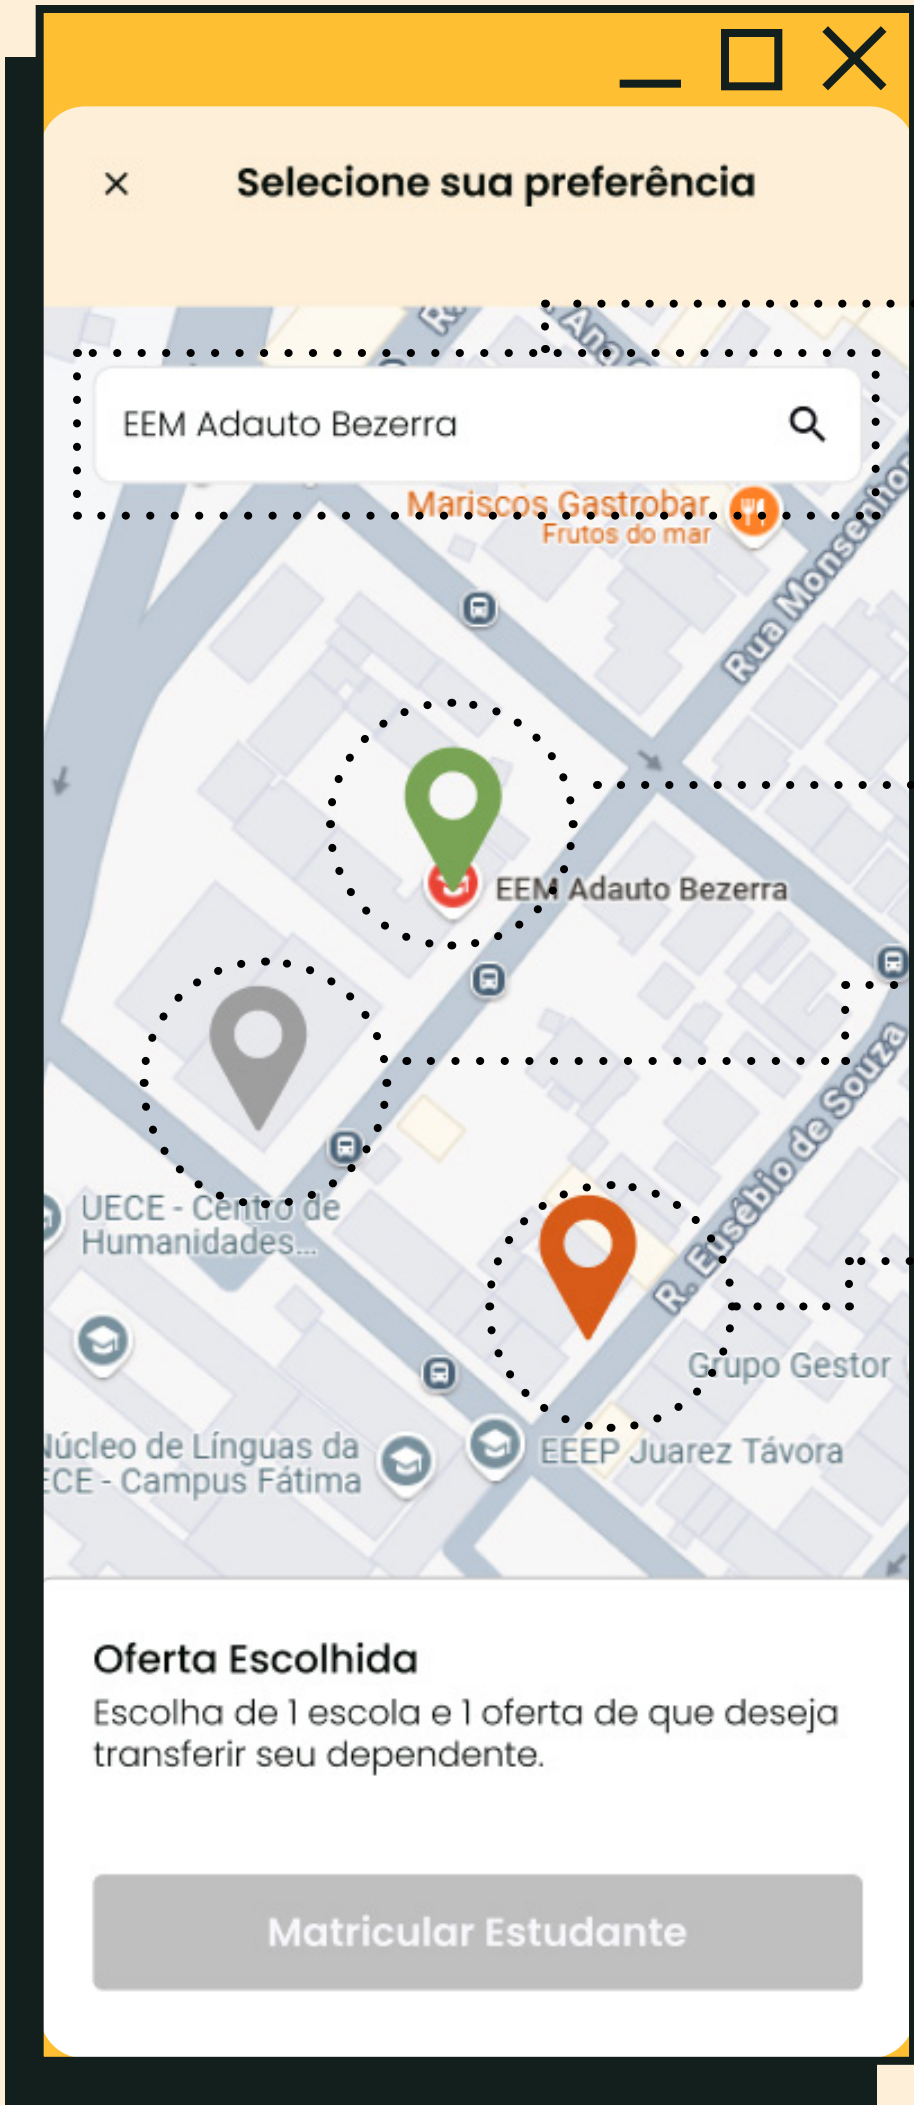 Selecione sua preferência
EEM Adauto Bezerra
Mariscos Gastrobar
Frutos do mar
Rua Monsenhor
EEM Adauto Bezerra
R. Eusébio de Souza
UECE - Centro de
Humanidades...
Grupo Gestor
EEEP Juarez Távora
Núcleo de Línguas da
ECE - Campus Fátima
Oferta Escolhida
Escolha de 1 escola e 1 oferta de que deseja
transferir seu dependente.
Matricular Estudante